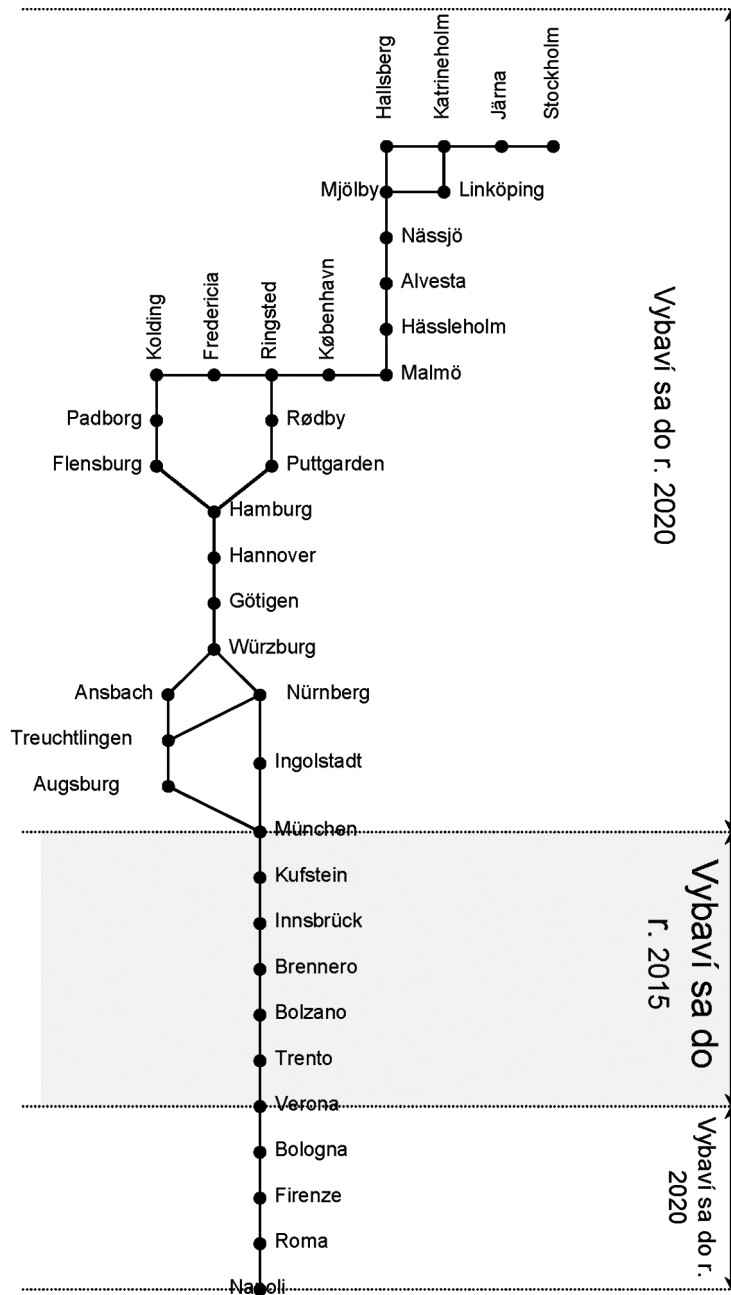 Hallsberg
Katrineholm
Järna
Stockholm
Mjölby
Linköping
Nässjö
Alvesta
Hässleholm
Kolding
Fredericia
Ringsted
København
Malmö
Padborg
Rødby
Flensburg
Puttgarden
Hamburg
Hannover
Götigen
Würzburg
Ansbach
Nürnberg
Treuchtlingen
Ingolstadt
Augsburg
München
Kufstein
Innsbrück
Brennero
Bolzano
Trento
Verona
Bologna
Firenze
Roma
Napoli
Vybaví sa do r. 2020
Vybaví sa do
r. 2015
Vybaví sa do r.
2020